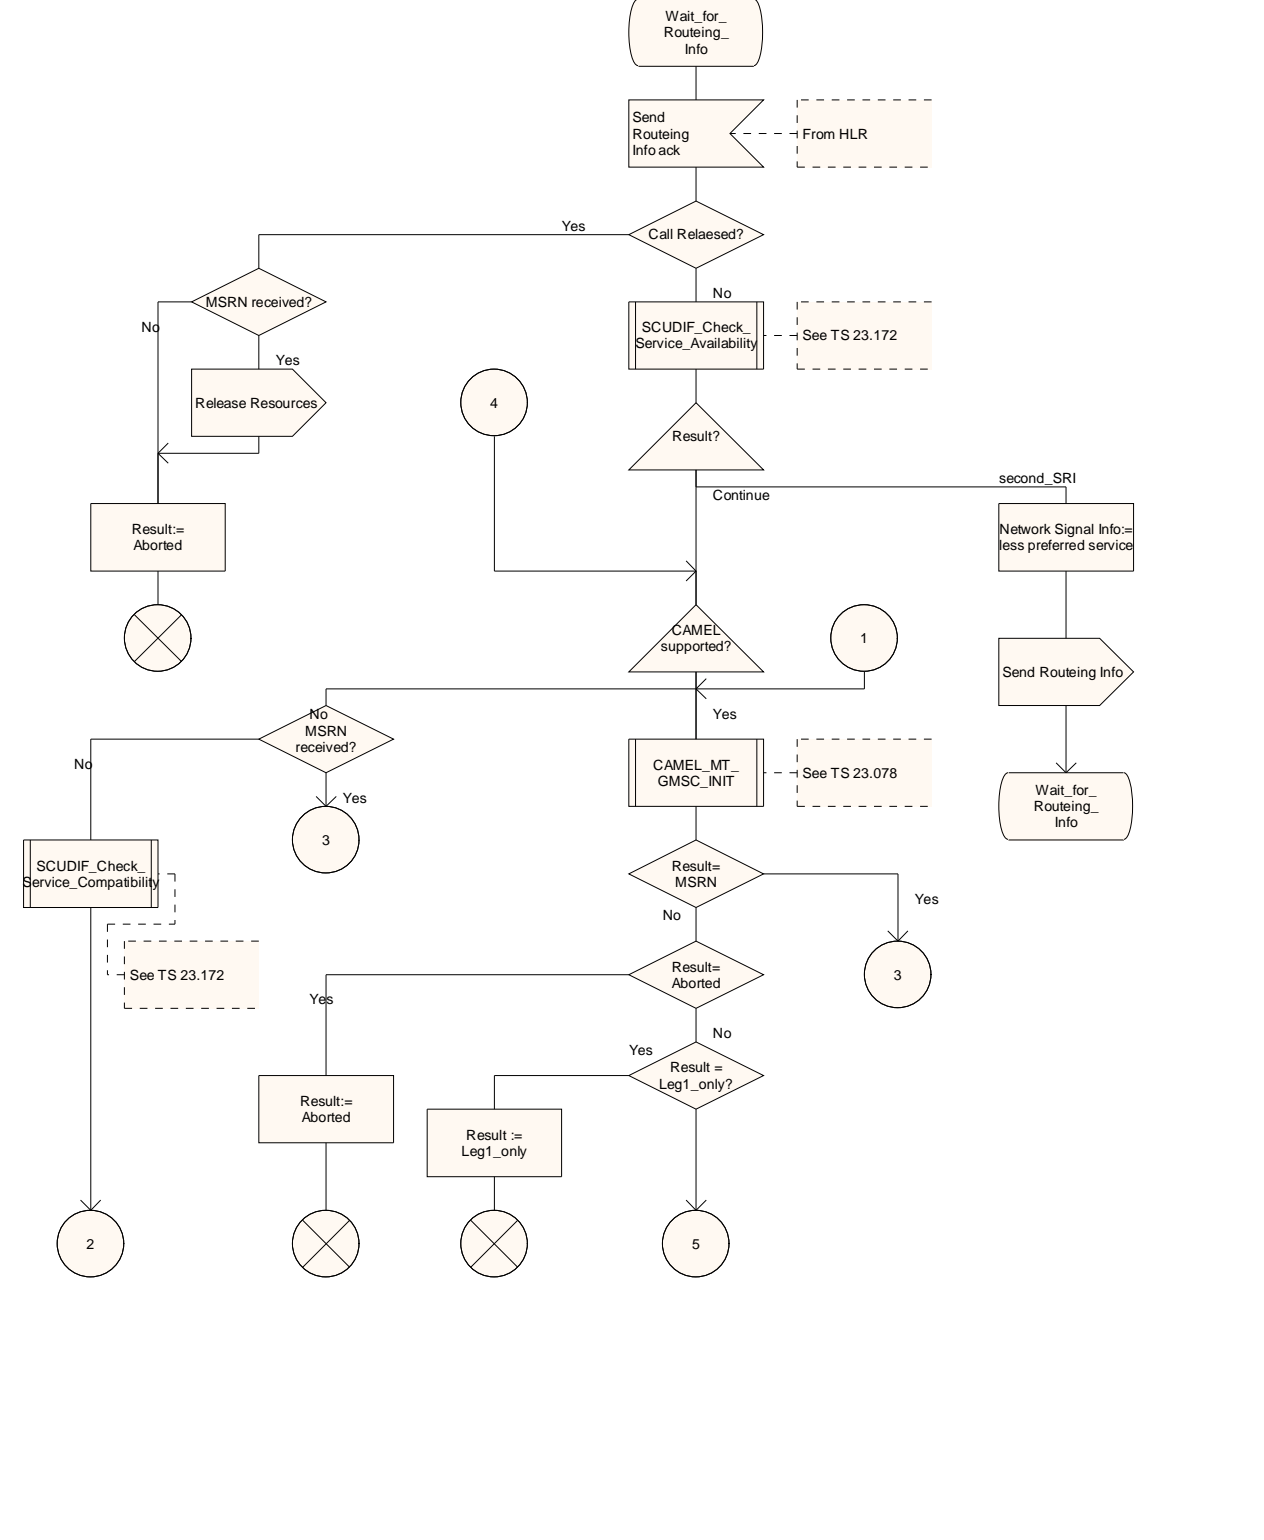 Wait_for_
Routeing_
Info
Send
Routeing
Info ack
From HLR
Yes
Call Relaesed?
MSRN received?
No
No
SCUDIF_Check_
Service_Availability
See TS 23.172
Yes
Release Resources
4
Result?
second_SRI
Continue
Result:=
Aborted
Network Signal Info:=
less preferred service
CAMEL
supported?
1
Send Routeing Info
No
MSRN
received?
Yes
No
CAMEL_MT_
GMSC_INIT
See TS 23.078
Wait_for_
Routeing_
Info
Yes
3
SCUDIF_Check_
Service_Compatibility
Result=
MSRN
Yes
No
See TS 23.172
Result=
Aborted
3
Yes
No
Yes
Result =
Leg1_only?
Result:=
Aborted
Result :=
Leg1_only
2
5